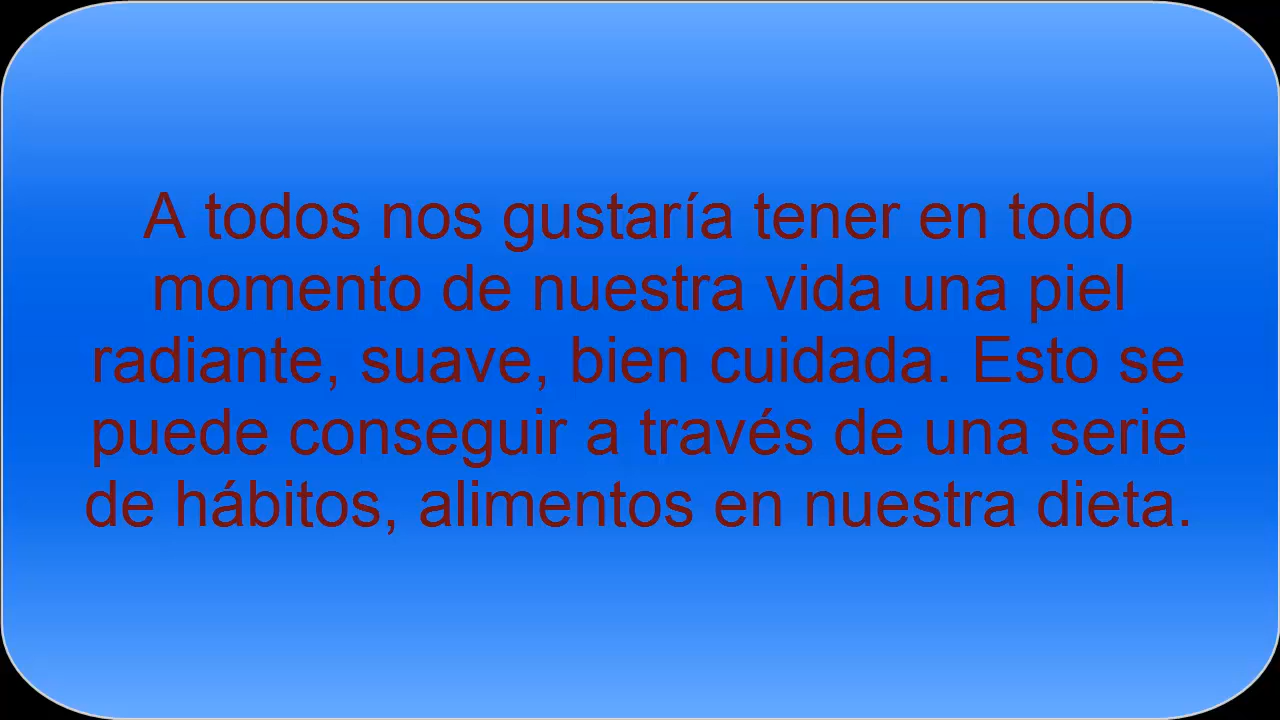 A todos nos gustaría tener en todo
momento de nuestra vida una piel
radiante, suave, bien cuidada. Esto se
puede conseguir a través de una serie
de hábitos, alimentos en nuestra dieta.